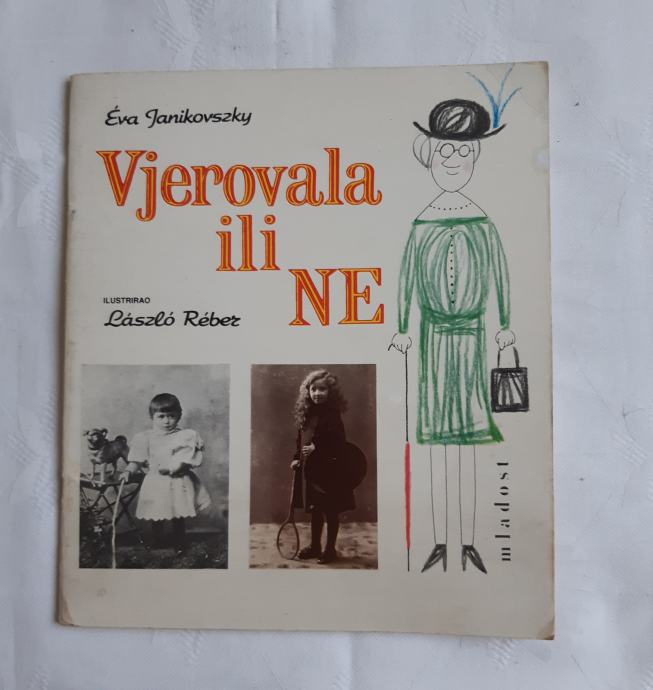 Éva Janikovszky
Vjerovala
ili
NE
ILUSTRIRAO
László Réber
mladost